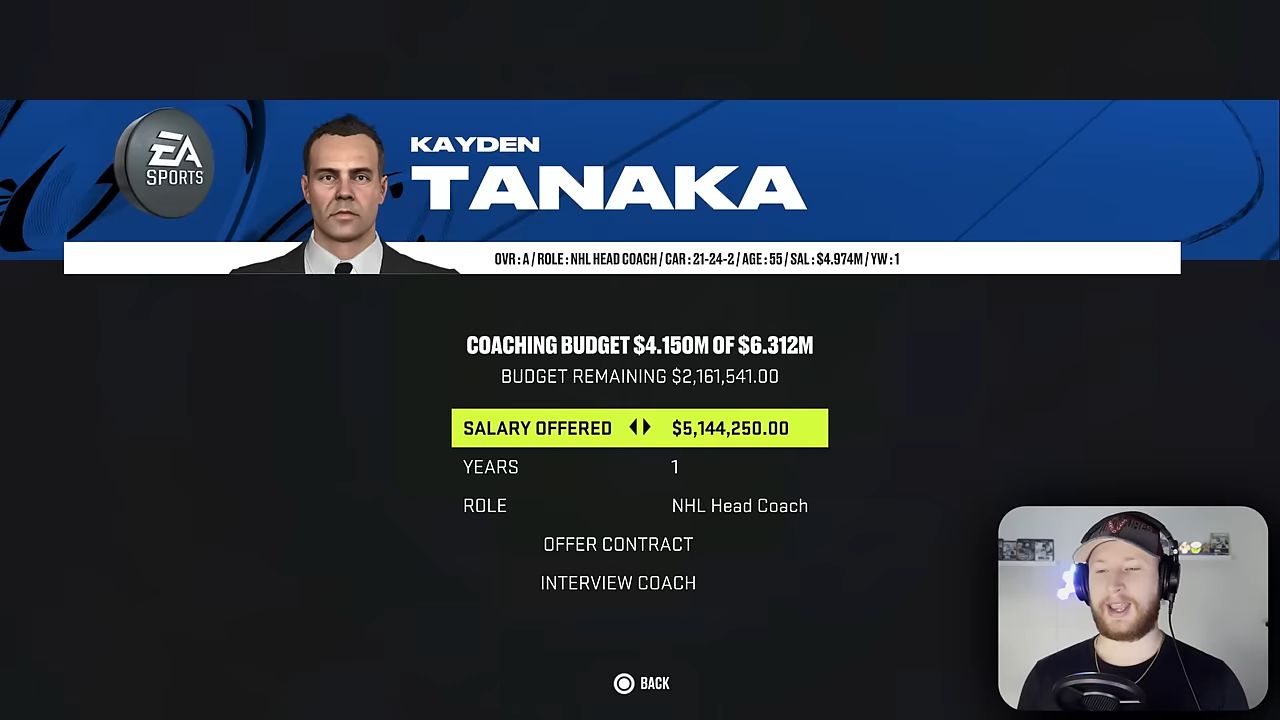 EA
SPORTS
KAYDEN
TANAKA
OVR : A / ROLE : NHL HEAD COACH / CAR : 21-24-2 / AGE : 55 / SAL : $4.974M / YW : 1
COACHING BUDGET $4.150M OF $6.312M
BUDGET REMAINING $2,161,541.00
SALARY OFFERED $5,144,250.00
YEARS 1
ROLE NHL Head Coach
OFFER CONTRACT
INTERVIEW COACH
BACK